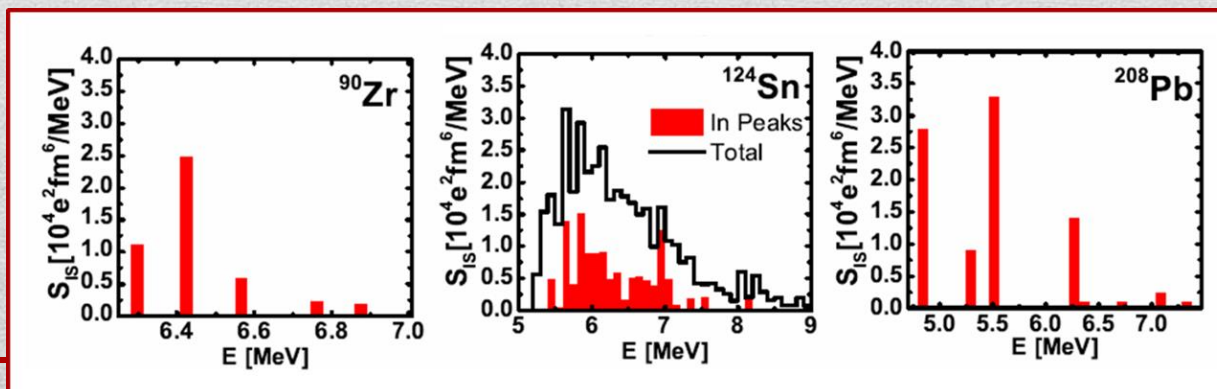 4.0
3.5
3.0
2.5
2.0
1.5
1.0
0.5
0.0
S_IS[10^4e^2fm^6/MeV]
^90Zr
6.4 6.6 6.8 7.0
E [MeV]
4.0
3.5
3.0
2.5
2.0
1.5
1.0
0.5
0.0
S_IS[10^4e^2fm^6/MeV]
^124Sn
In Peaks
Total
5 6 7 8 9
E [MeV]
4.0
3.5
3.0
2.5
2.0
1.5
1.0
0.5
0.0
S_IS[10^4e^2fm^6/MeV]
^208Pb
5.0 5.5 6.0 6.5 7.0
E [MeV]